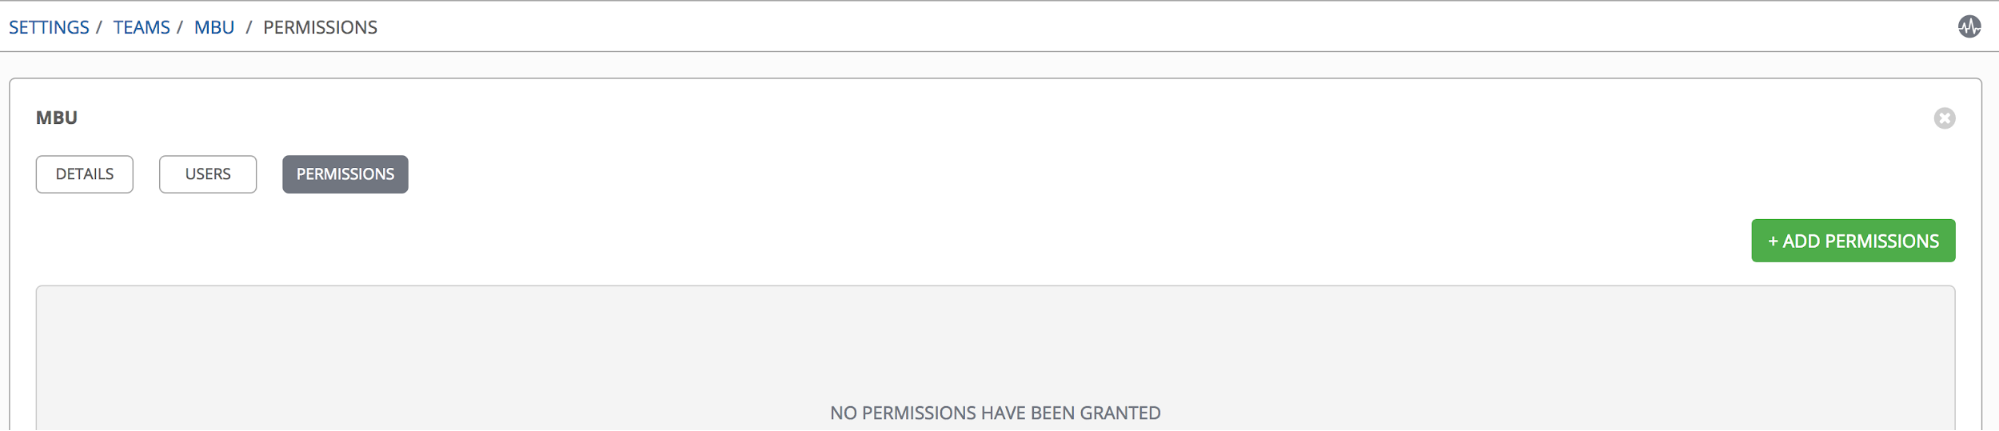 SETTINGS / TEAMS / MBU / PERMISSIONS
MBU
DETAILS USERS PERMISSIONS
+ ADD PERMISSIONS
NO PERMISSIONS HAVE BEEN GRANTED